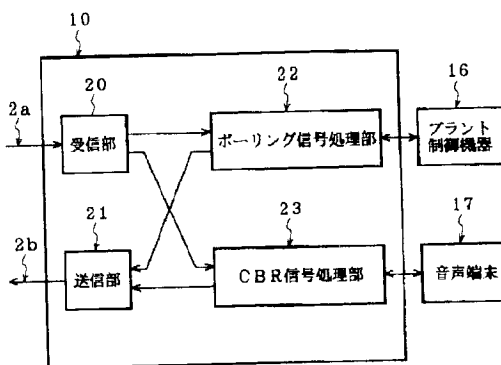 10
2a
20
受信部
22
ポーリング信号処理部
16
プラント
制御機器
21
送信部
2b
23
CBR信号処理部
17
音声端末